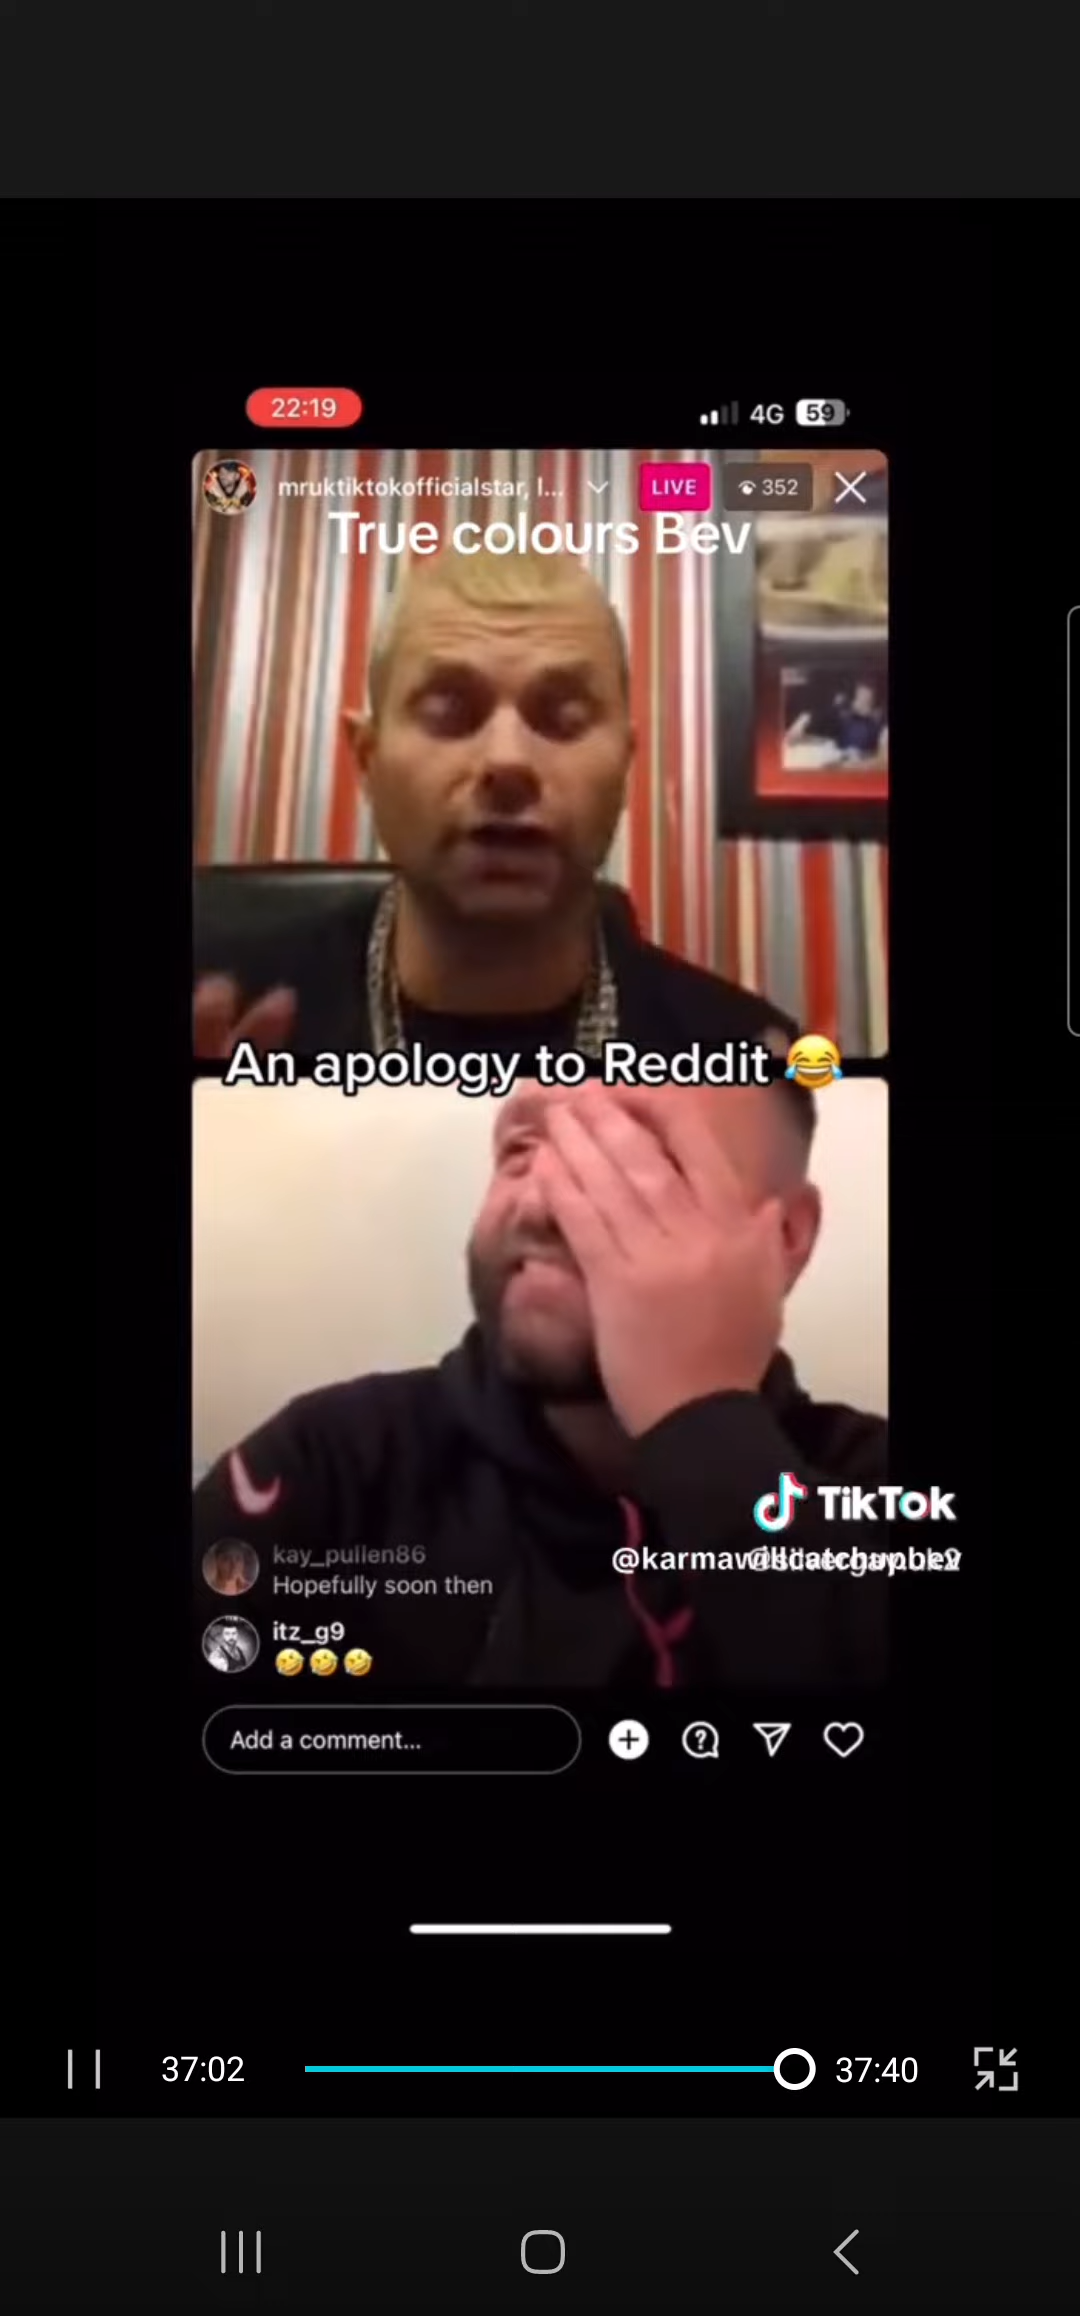 22:19
4G 59
mruktiktokofficialstar, l...
LIVE
352
True colours Bev
An apology to Reddit 😂
TikTok
kay_pullen86
Hopefully soon then
itz_g9
🤣🤣🤣
Add a comment...
37:02
37:40